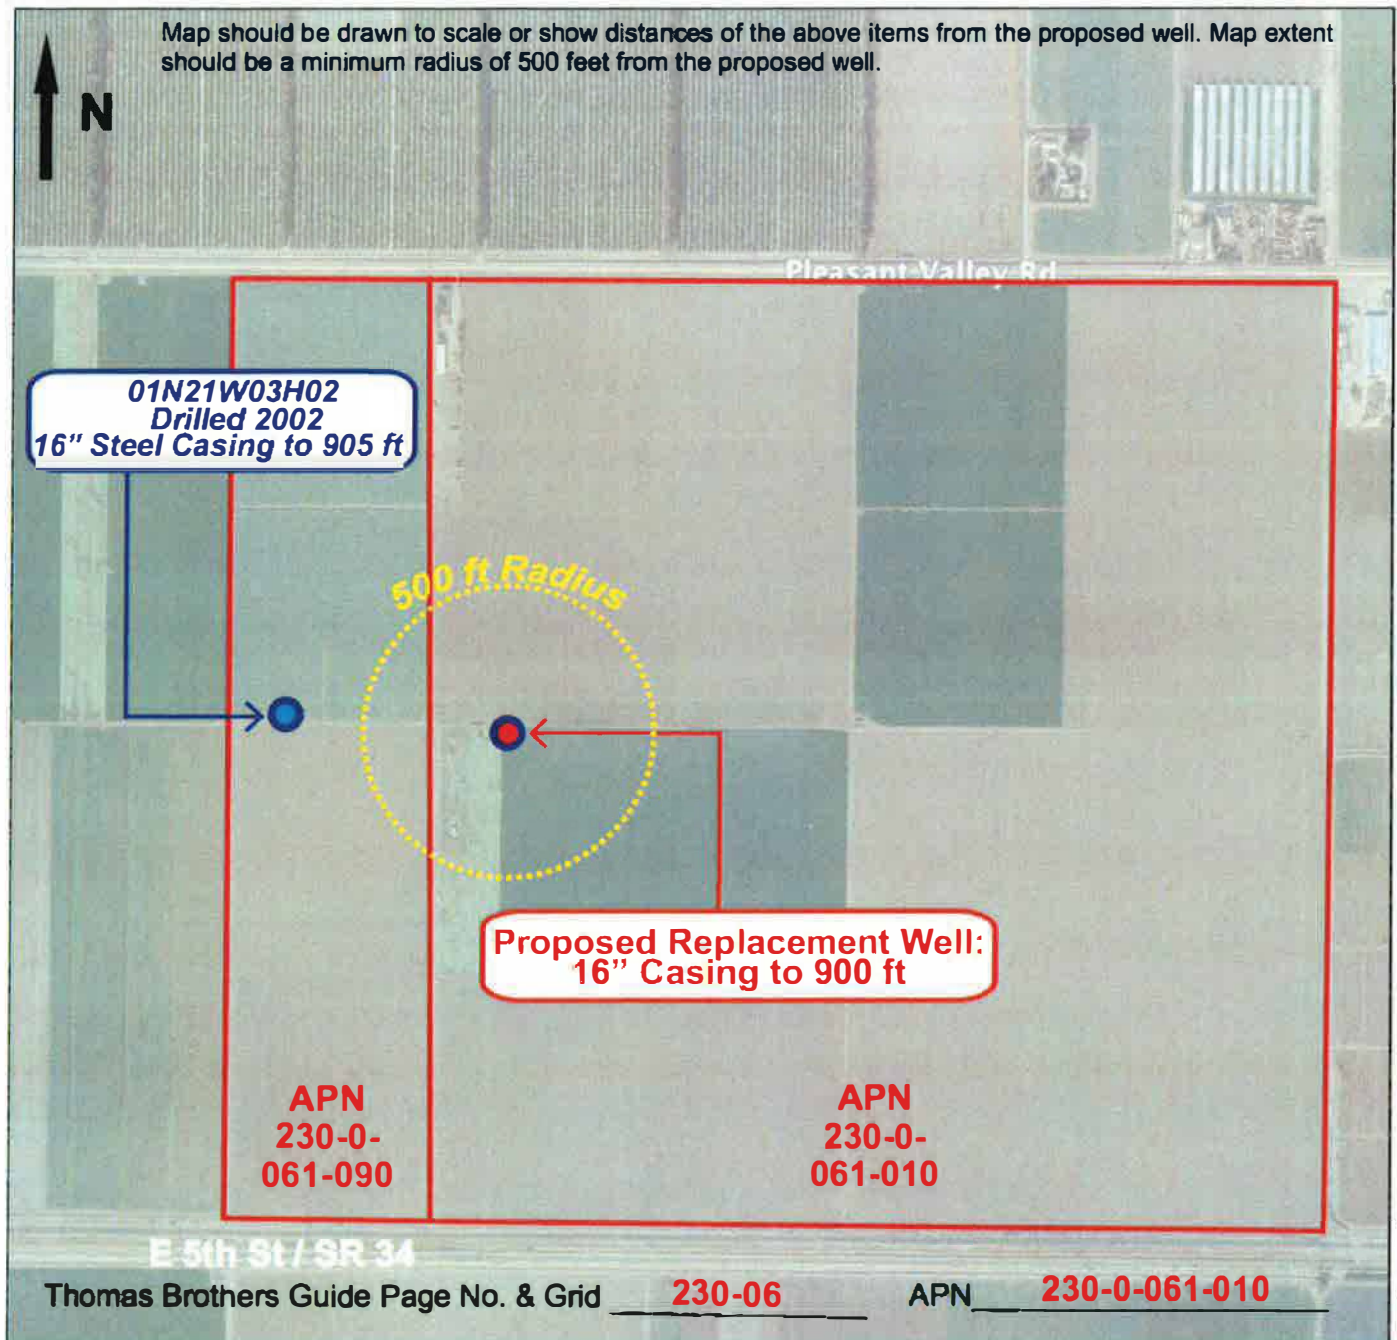 Map should be drawn to scale or show distances of the above items from the proposed well. Map extent
should be a minimum radius of 500 feet from the proposed well.
N
Pleasant Valley Rd
01N21W03H02
Drilled 2002
16" Steel Casing to 905 ft
500 ft Radius
Proposed Replacement Well:
16" Casing to 900 ft
APN
230-0-
061-090
APN
230-0-
061-010
E 5th St / SR 34
Thomas Brothers Guide Page No. & Grid 230-06 APN 230-0-061-010